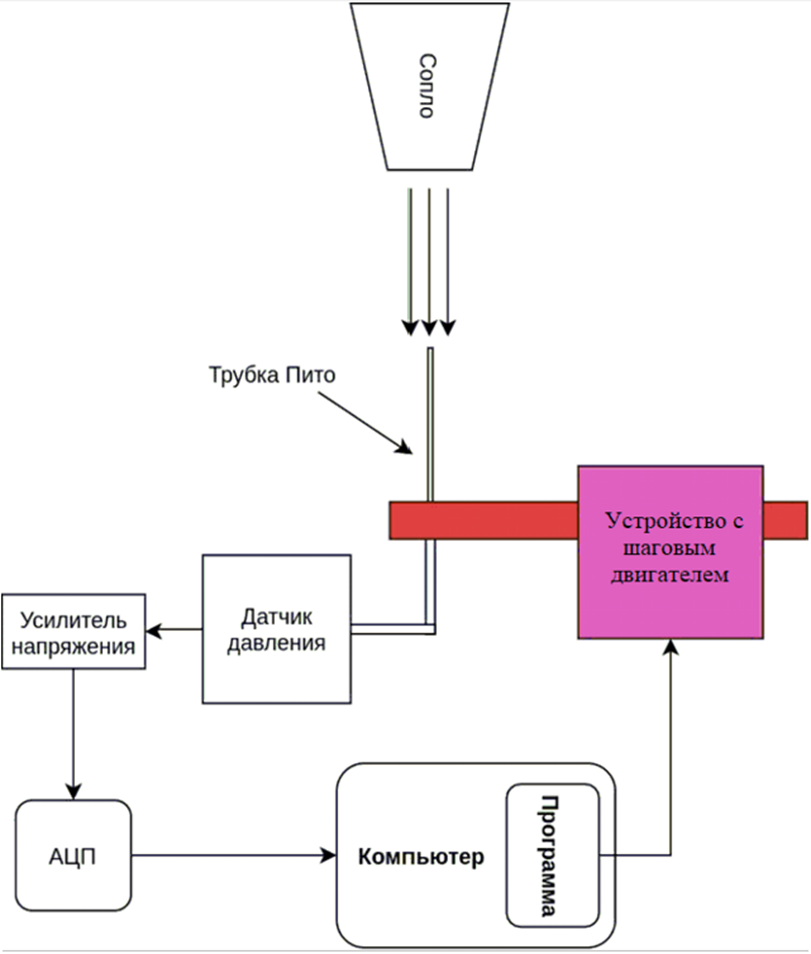 Сопло
Трубка Пито
Устройство с
шаговым
двигателем
Датчик
давления
Усилитель
напряжения
АЦП
Компьютер
Программа